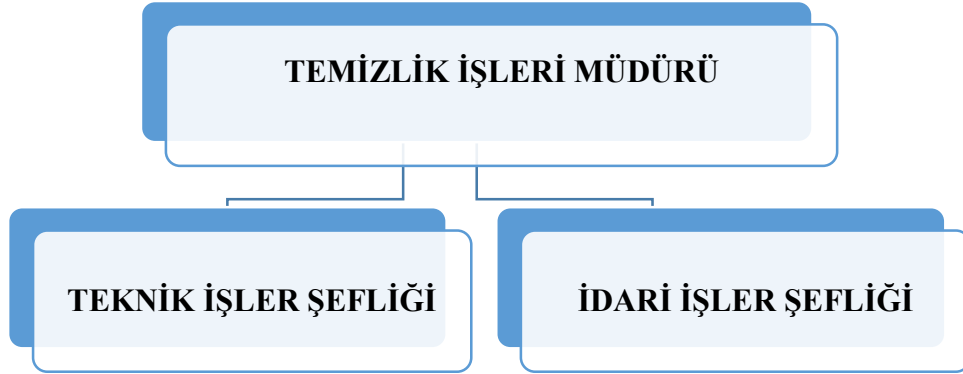 TEMİZLİK İŞLERİ MÜDÜRÜ
TEKNİK İŞLER ŞEFLİĞİ
İDARİ İŞLER ŞEFLİĞİ